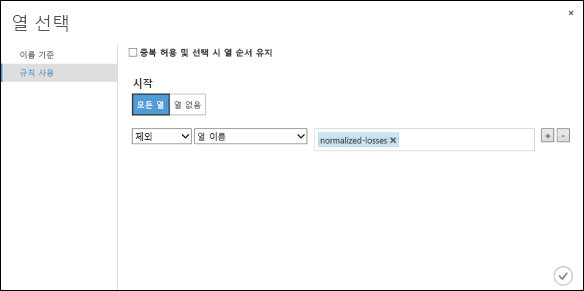 열 선택
이름 기준
규칙 사용
중복 허용 및 선택 시 열 순서 유지
시작
모든 열 열 없음
제외 열 이름 normalized-losses × + -